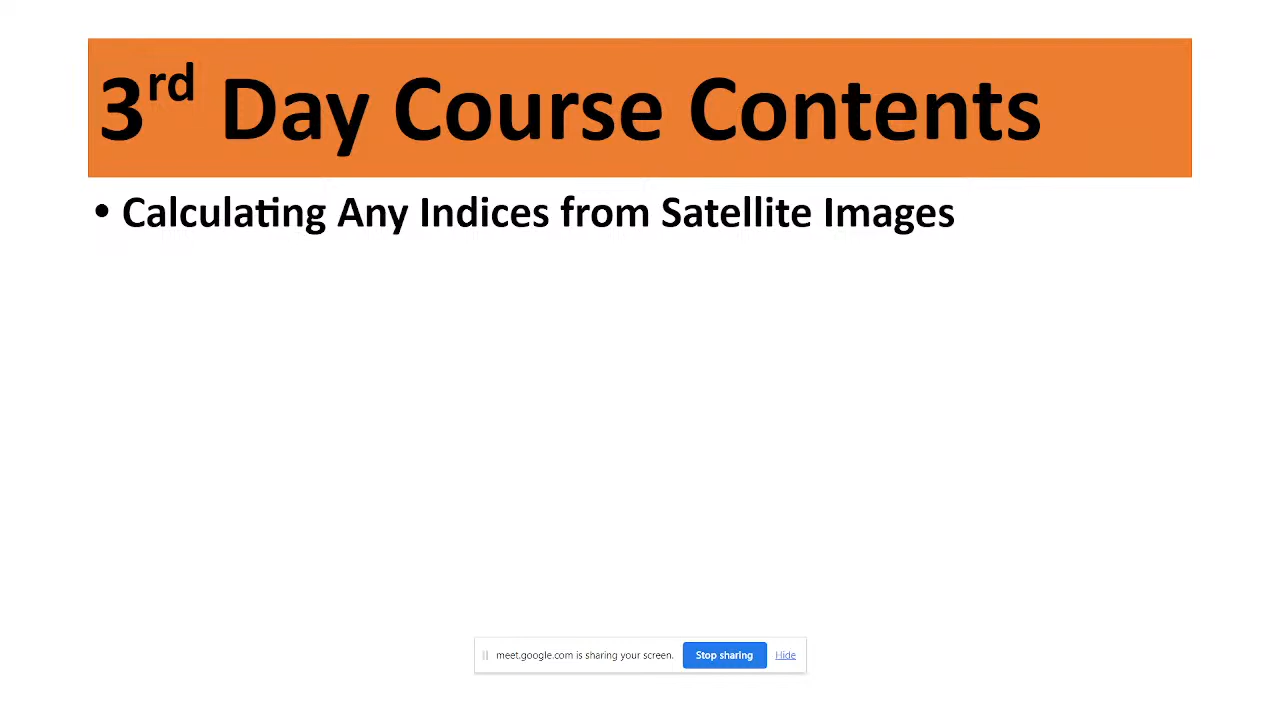 3rd Day Course Contents
• Calculating Any Indices from Satellite Images
meet.google.com is sharing your screen. Stop sharing Hide